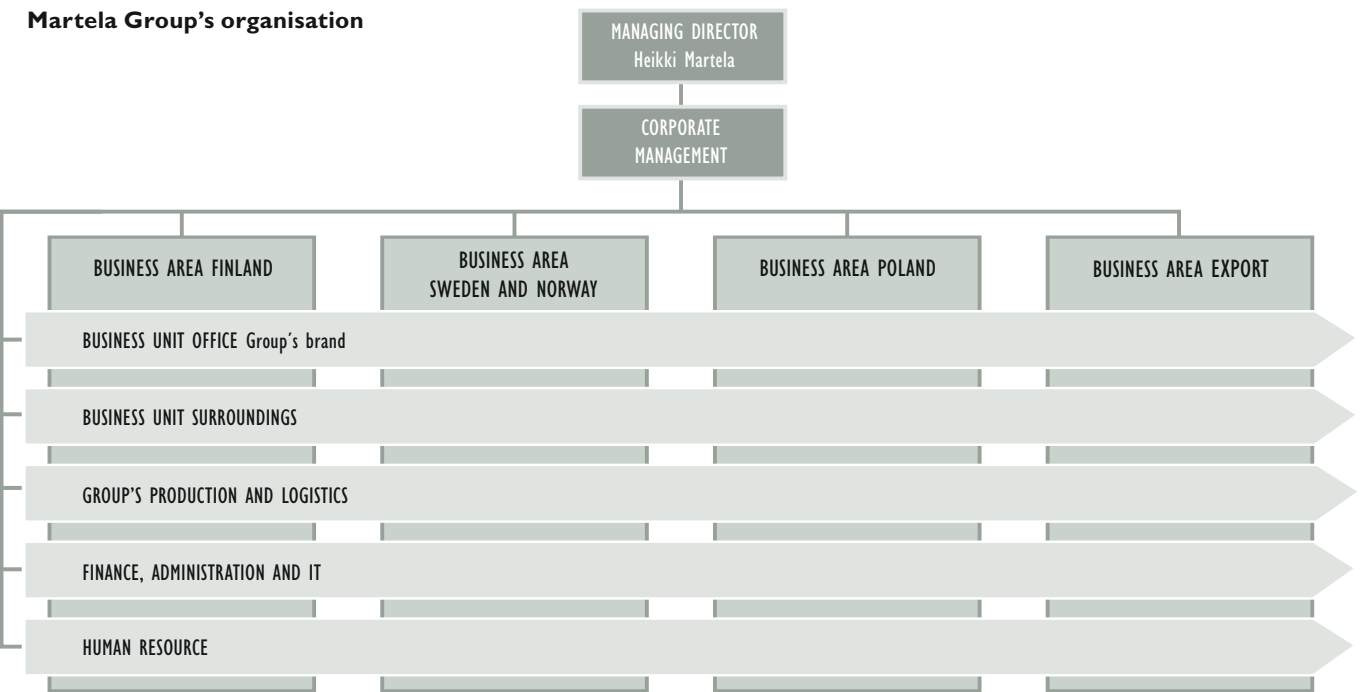 Martela Group's organisation
MANAGING DIRECTOR
Heikki Martela
CORPORATE
MANAGEMENT
BUSINESS AREA FINLAND
BUSINESS AREA
SWEDEN AND NORWAY
BUSINESS AREA POLAND
BUSINESS AREA EXPORT
BUSINESS UNIT OFFICE Group´s brand
BUSINESS UNIT SURROUNDINGS
GROUP'S PRODUCTION AND LOGISTICS
FINANCE, ADMINISTRATION AND IT
HUMAN RESOURCE